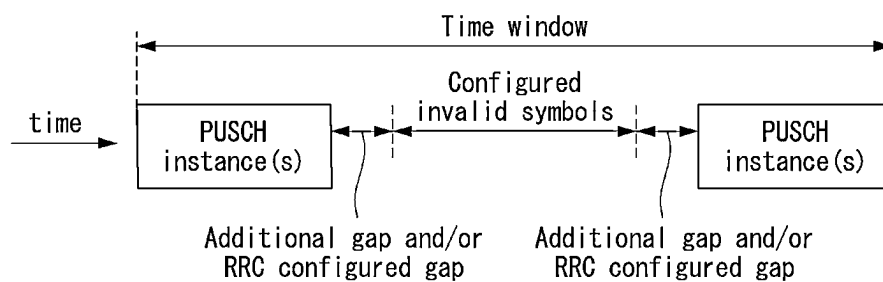 Time window
Configured
invalid symbols
time
PUSCH
instance(s)
PUSCH
instance(s)
Additional gap and/or
RRC configured gap
Additional gap and/or
RRC configured gap